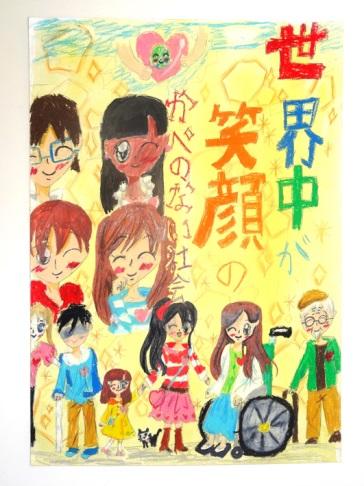 世界中が
笑顔の
かべのない社会